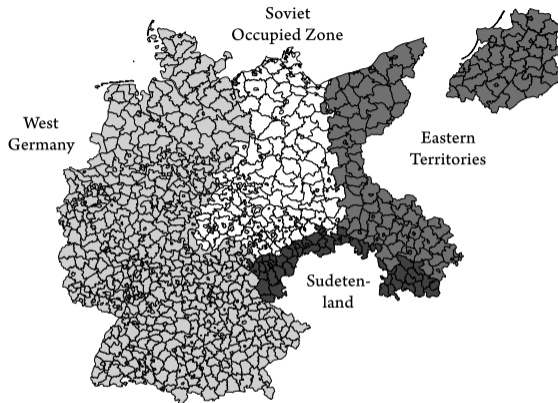 Soviet
Occupied Zone
West
Germany
Eastern
Territories
Sudeten-
land